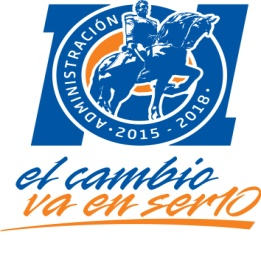 ADMINISTRACIÓN
• 2015 - 2018 •
el cambio
va en ser10